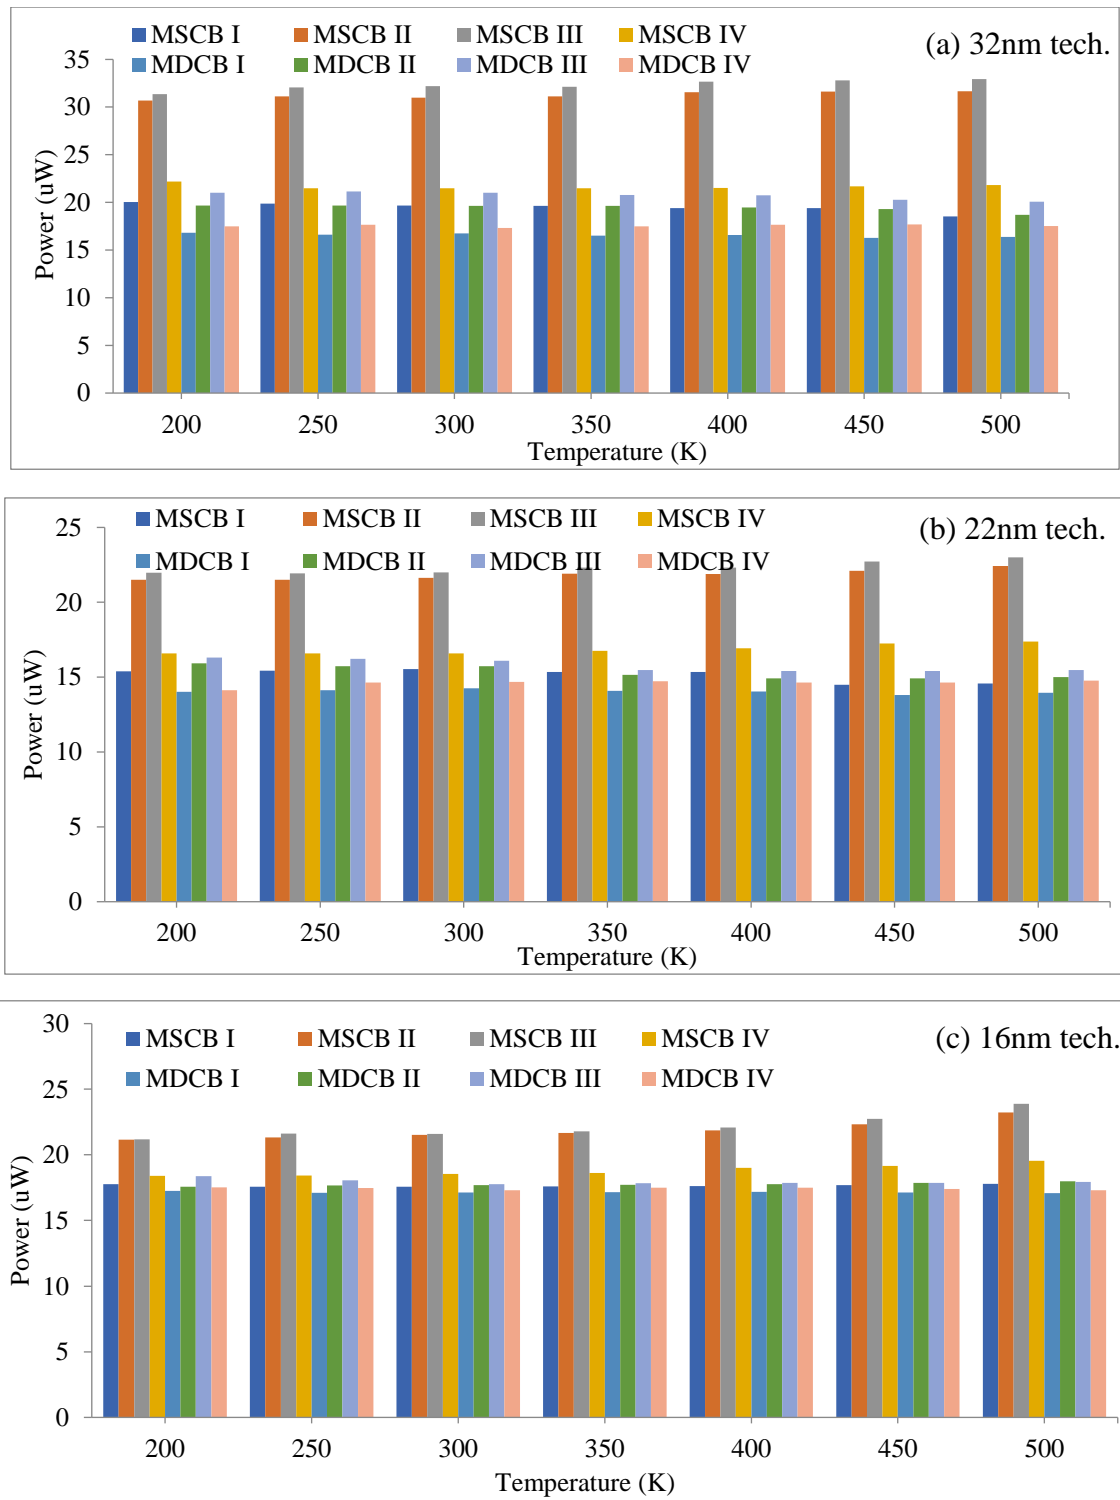 MSCB I MSCB II MSCB III MSCB IV
(a) 32nm tech.
MDCB I MDCB II MDCB III MDCB IV
35
30
25
20
15
10
5
0
Power (uW)
200 250 300 350 400 450 500
Temperature (K)
MSCB I MSCB II MSCB III MSCB IV
(b) 22nm tech.
MDCB I MDCB II MDCB III MDCB IV
25
20
15
10
5
0
Power (uW)
200 250 300 350 400 450 500
Temperature (K)
MSCB I MSCB II MSCB III MSCB IV
(c) 16nm tech.
MDCB I MDCB II MDCB III MDCB IV
30
25
20
15
10
5
0
Power (uW)
200 250 300 350 400 450 500
Temperature (K)